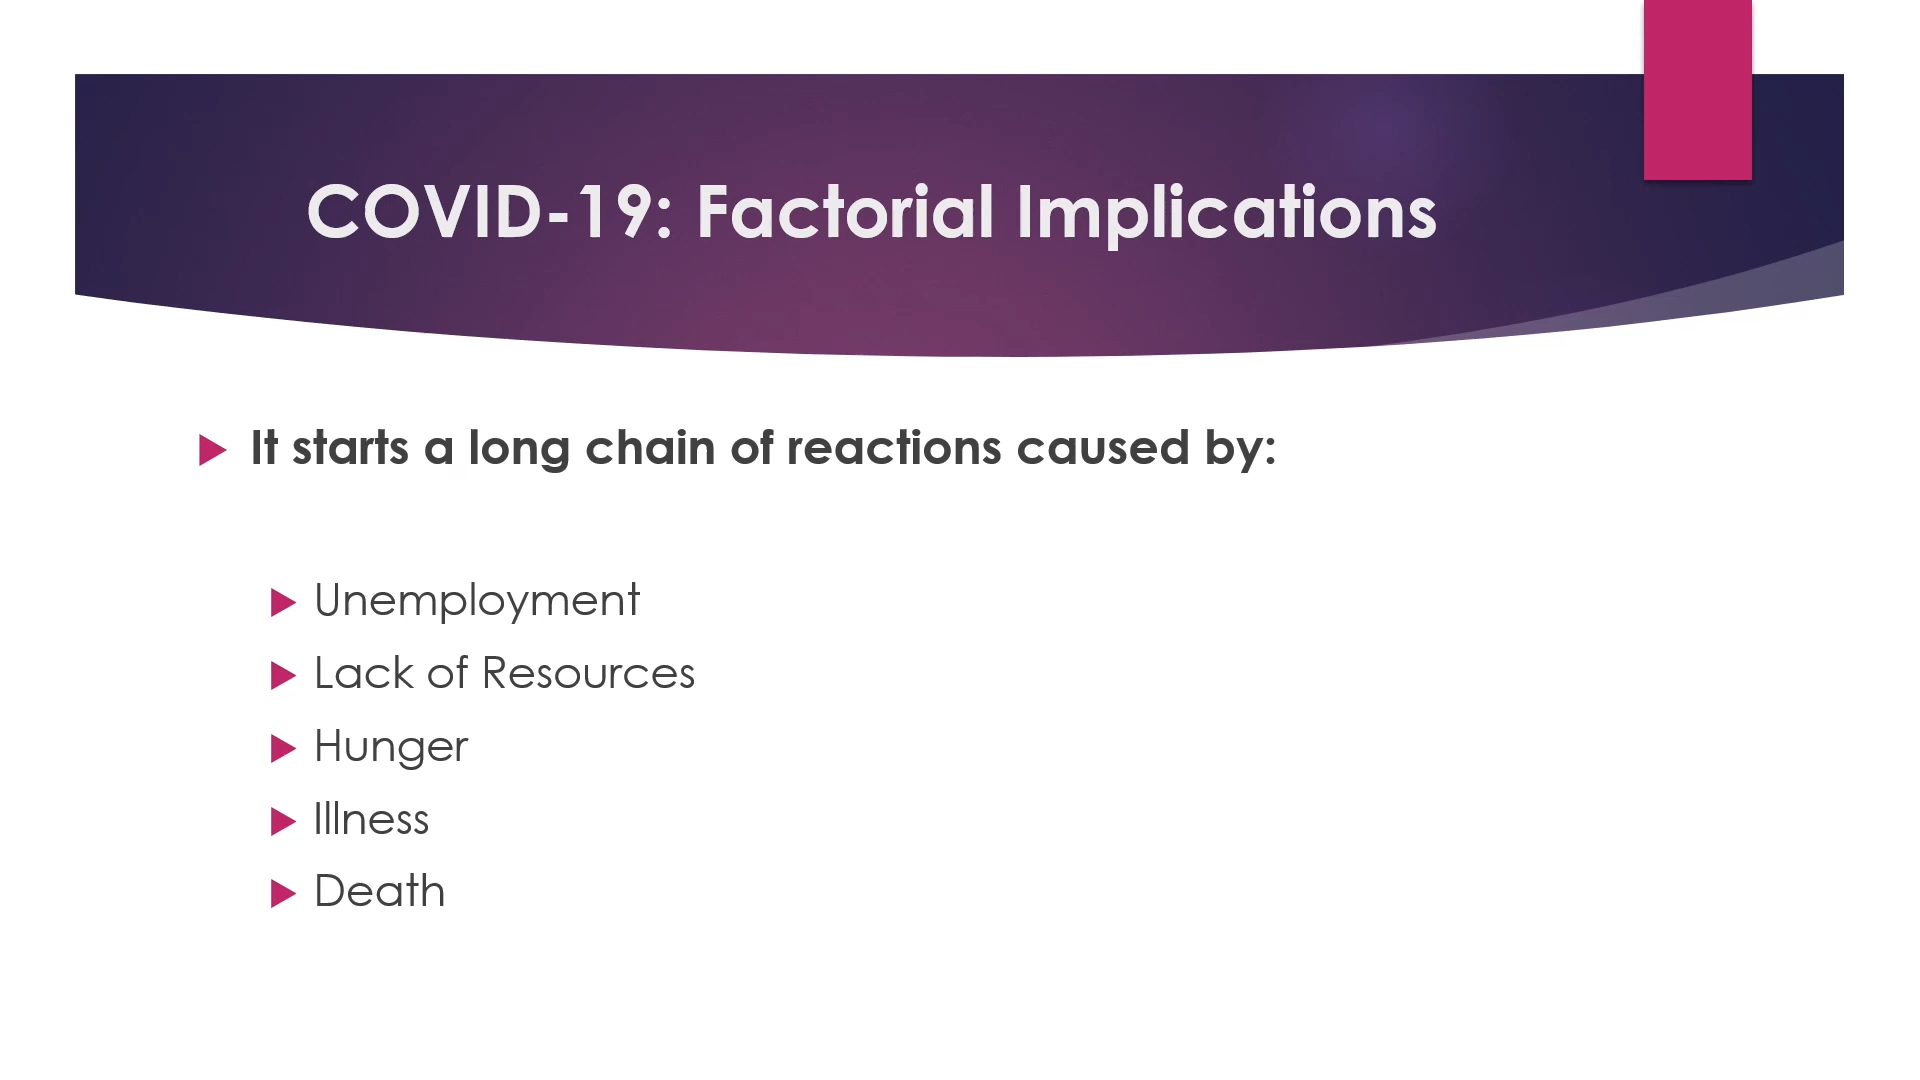 COVID-19: Factorial Implications
It starts a long chain of reactions caused by:
Unemployment
Lack of Resources
Hunger
Illness
Death